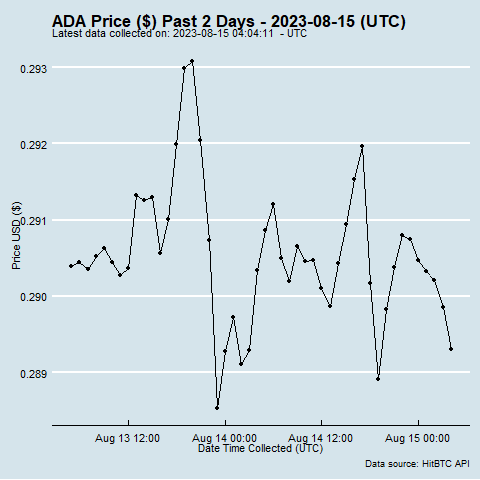 ADA Price ($) Past 2 Days - 2023-08-15 (UTC)
Latest data collected on: 2023-08-15 04:04:11  - UTC
0.293
0.292
0.291
0.290
0.289
Price USD ($)
Aug 13 12:00 Aug 14 00:00 Aug 14 12:00 Aug 15 00:00
Date Time Collected (UTC)
Data source: HitBTC API